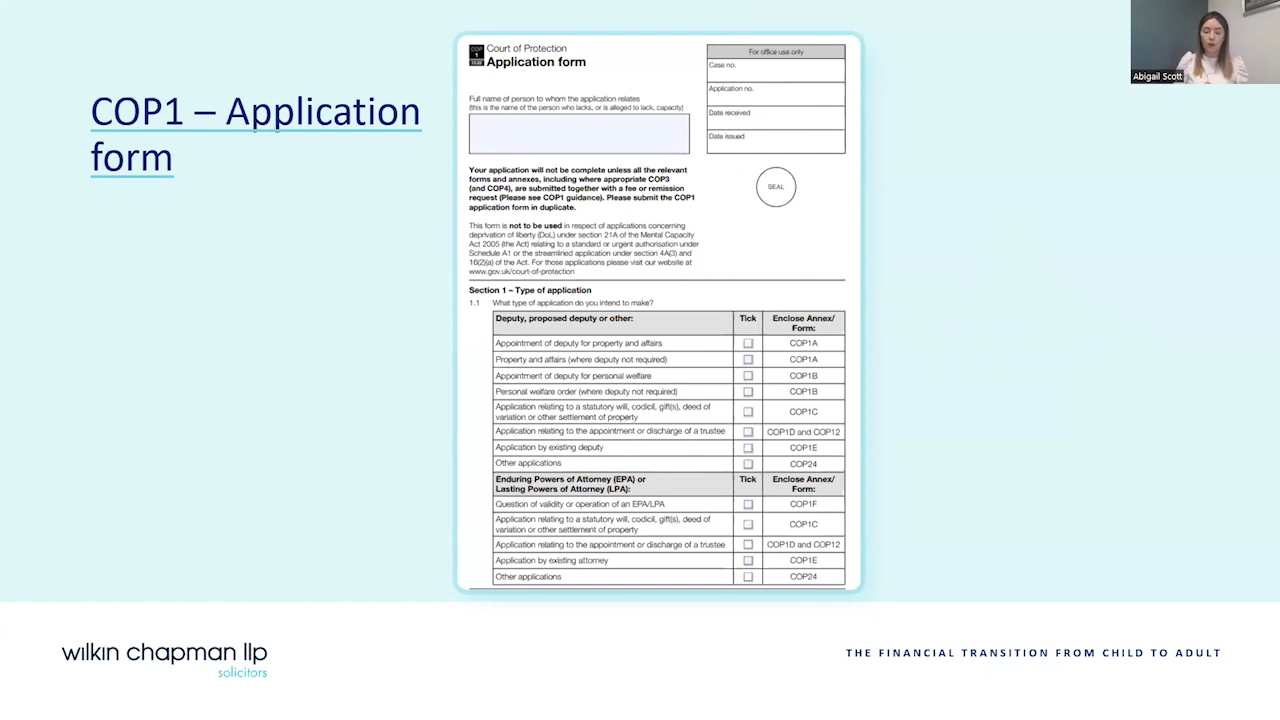 COP1 – Application
form
COP
1
Court of Protection
Application form
Full name of person to whom the application relates
(this is the name of the person who lacks, or is alleged to lack, capacity)
For office use only
Case no.
Application no.
Date received
Date issued
SEAL
Your application will not be complete unless all the relevant
forms and annexes, including where appropriate COP3
(and COP4), are submitted together with a fee or remission
request (Please see COP1 guidance). Please submit the COP1
application form in duplicate.
This form is not to be used in respect of applications concerning
deprivation of liberty (DoL) under section 21A of the Mental Capacity
Act 2005 (the Act) relating to a standard or urgent authorisation under
Schedule A1 or the streamlined application under section 4A(3) and
16(2)(a) of the Act. For those applications please visit our website at
www.gov.uk/court-of-protection
Section 1 – Type of application
1.1 What type of application do you intend to make?
Deputy, proposed deputy or other: Tick Enclose Annex/
Form:
Appointment of deputy for property and affairs COP1A
Property and affairs (where deputy not required) COP1A
Appointment of deputy for personal welfare COP1B
Personal welfare order (where deputy not required) COP1B
Application relating to a statutory will, codicil, gift(s), deed of
variation or other settlement of property COP1C
Application relating to the appointment or discharge of a trustee COP1D and COP12
Application by existing deputy COP1E
Other applications COP24
Enduring Powers of Attorney (EPA) or
Lasting Powers of Attorney (LPA): Tick Enclose Annex/
Form:
Question of validity or operation of an EPA/LPA COP1F
Application relating to a statutory will, codicil, gift(s), deed of
variation or other settlement of property COP1C
Application relating to the appointment or discharge of a trustee COP1D and COP12
Application by existing attorney COP1E
Other applications COP24
Abigail Scott
wilkin chapman llp
solicitors
THE FINANCIAL TRANSITION FROM CHILD TO ADULT